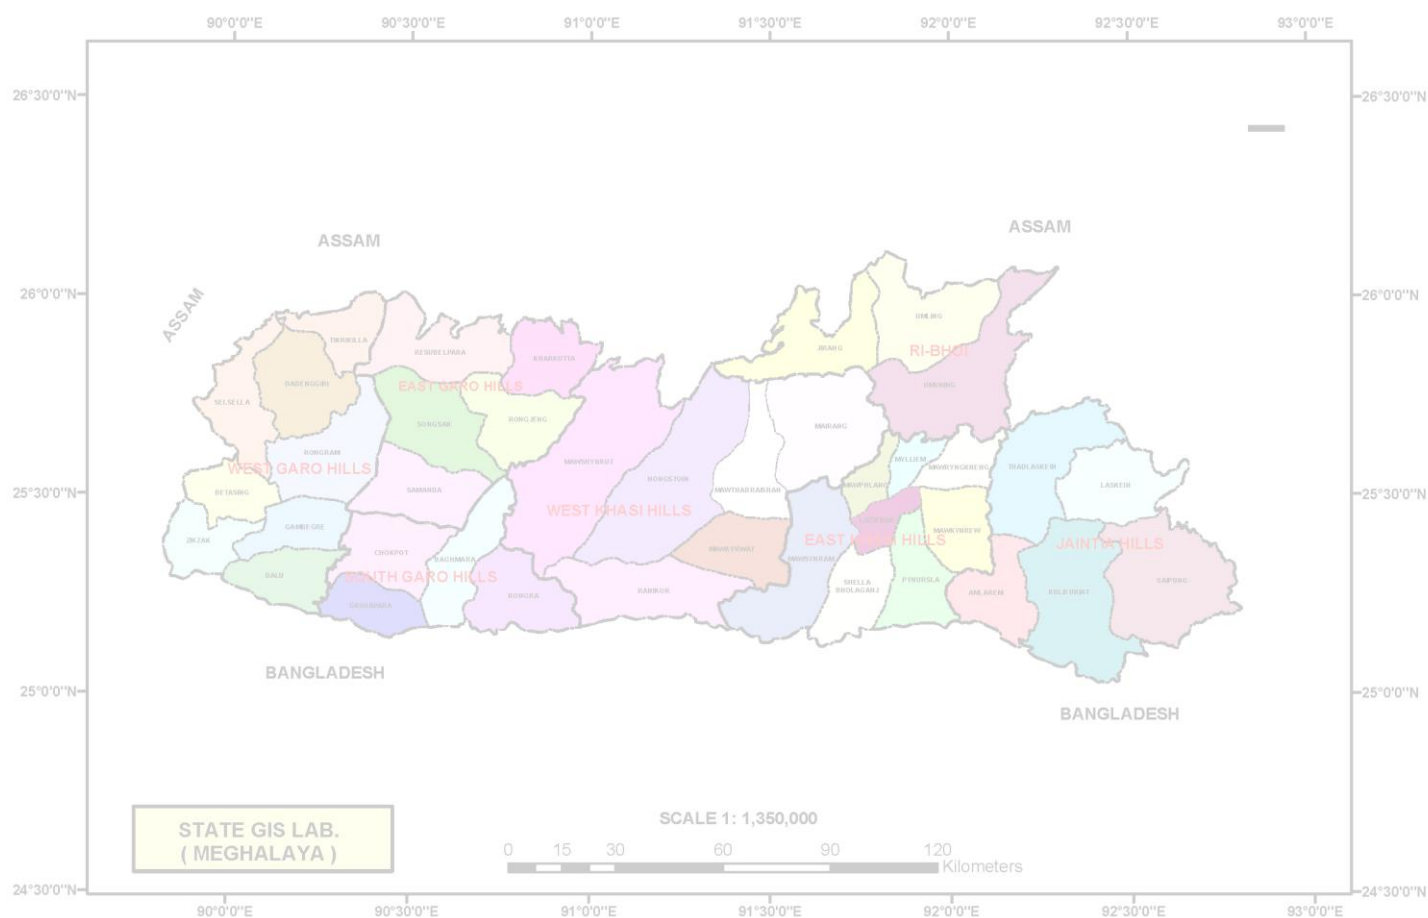 90°0'0"E 90°30'0"E 91°0'0"E 91°30'0"E 92°0'0"E 92°30'0"E 93°0'0"E
26°30'0"N 26°30'0"N
ASSAM
ASSAM
ASSAM
26°0'0"N 26°0'0"N
UMLING
TIKRIKILLA
JIRANG
RESUBELPARA
KHARKUTTA
RI-BHOI
DADENGGIRI
EAST GARO HILLS
UMSNING
SELSELLA
RONGJENG
SONGSAK
MAIRANG
RONGRAM
MYLLIEM
MAWRYNGKNENG
THADLASKEIN
WEST GARO HILLS
MAWSHYNRUT
NONGSTOIN
LASKEIN
BETASING
SAMANDA
MAWTHADRAISHAN
MAWPHLANG
25°30'0"N 25°30'0"N
WEST KHASI HILLS
GAMBEGRE
MAWKYNREW
ZIKZAK
EAST KHASI HILLS
JAINTIA HILLS
CHOKPOT
MAWKYRWAT
BAGHMARA
MAWSYNRAM
DALU
SOUTH GARO HILLS
PYNURSLA
SAIPUNG
SHELLA
BHOLAGANJ
RONGRA
RANIKOR
AMLAREM
GASUAPARA
BANGLADESH
25°0'0"N 25°0'0"N
BANGLADESH
STATE GIS LAB.
( MEGHALAYA )
SCALE 1: 1,350,000
0 15 30 60 90 120
Kilometers
24°30'0"N 24°30'0"N
90°0'0"E 90°30'0"E 91°0'0"E 91°30'0"E 92°0'0"E 92°30'0"E 93°0'0"E